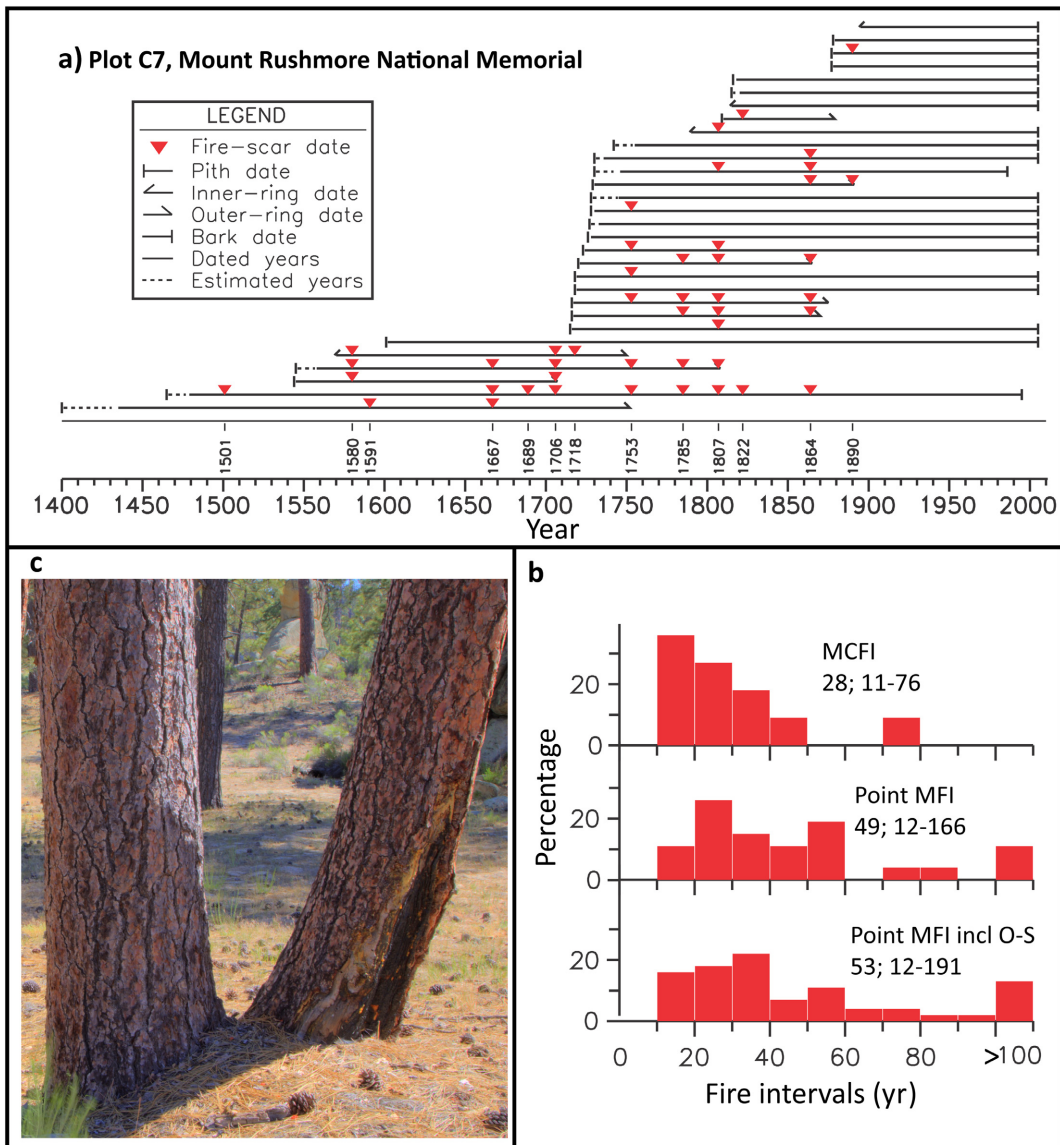 a) Plot C7, Mount Rushmore National Memorial
LEGEND
Fire-scar date
Pith date
Inner-ring date
Outer-ring date
Bark date
Dated years
Estimated years
1501 1580 1591 1667 1689 1706 1718 1753 1785 1807 1822 1864 1890
1400 1450 1500 1550 1600 1650 1700 1750 1800 1850 1900 1950 2000
Year
c
b
MCFI
28; 11-76
20
0
Point MFI
49; 12-166
20
0
Point MFI incl O-S
53; 12-191
20
0
Percentage
0 20 40 60 80 >100
Fire intervals (yr)